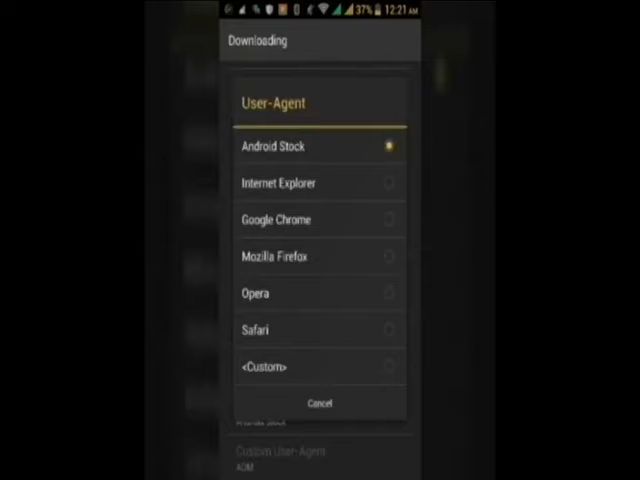 37% 12:21 AM
Downloading
User-Agent
Android Stock
Internet Explorer
Google Chrome
Mozilla Firefox
Opera
Safari
<Custom>
Cancel
Custom User-Agent
ADM